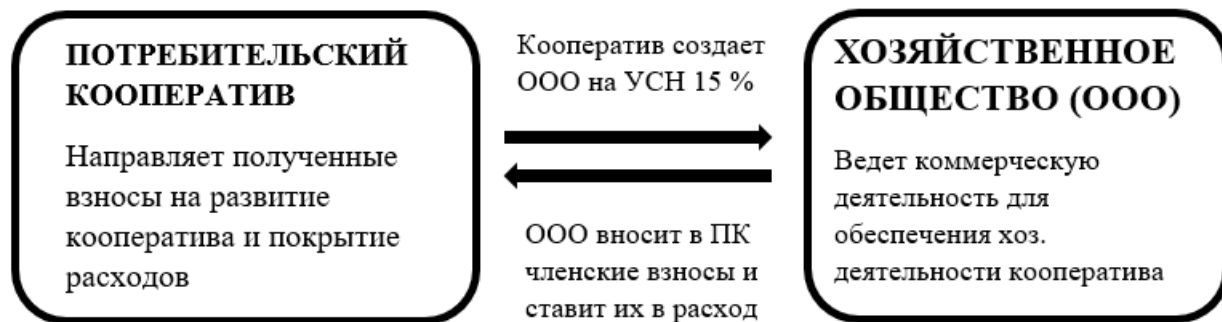 ПОТРЕБИТЕЛЬСКИЙ
КООПЕРАТИВ
Направляет полученные
взносы на развитие
кооператива и покрытие
расходов
Кооператив создает
ООО на УСН 15 %
ООО вносит в ПК
членские взносы и
ставит их в расход
ХОЗЯЙСТВЕННОЕ
ОБЩЕСТВО (ООО)
Ведет коммерческую
деятельность для
обеспечения хоз.
деятельности кооператива